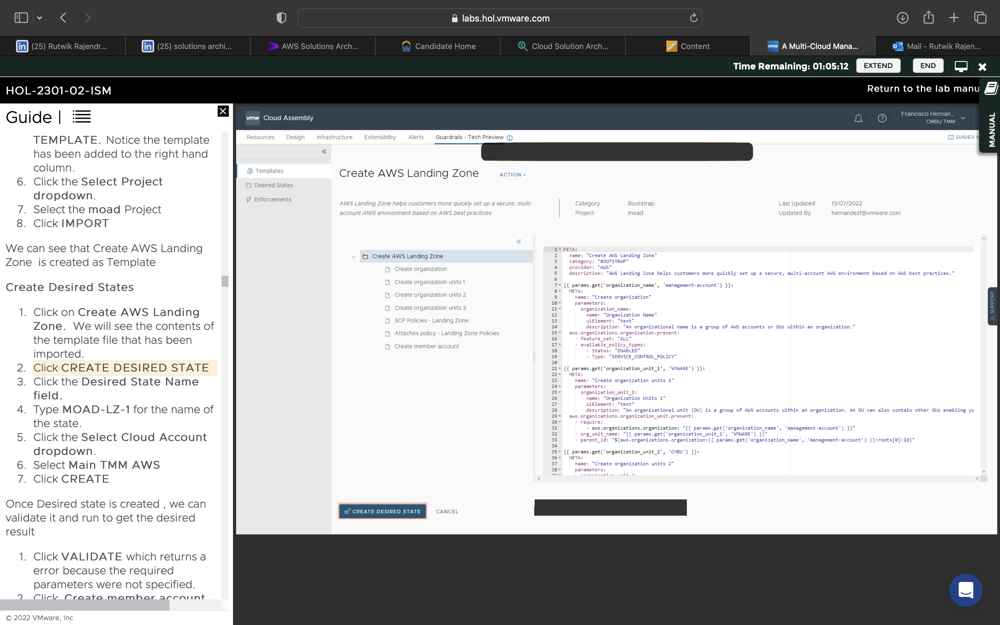 labs.hol.vmware.com
(25) Rutwik Rajendr...
(25) solutions archi...
AWS Solutions Arch...
Candidate Home
Cloud Solution Arch...
Content
vmw A Multi-Cloud Mana...
Mail - Rutwik Rajen...
Time Remaining: 01:05:12
EXTEND
END
HOL-2301-02-ISM
Return to the lab manu
MANUAL
Guide |
TEMPLATE. Notice the template
has been added to the right hand
column.
6. Click the Select Project
dropdown.
7. Select the moad Project
8. Click IMPORT
We can see that Create AWS Landing
Zone is created as Template
Create Desired States
1. Click on Create AWS Landing
Zone. We will see the contents of
the template file that has been
imported.
2. Click CREATE DESIRED STATE
3. Click the Desired State Name
field.
4. Type MOAD-LZ-1 for the name of
the state.
5. Click the Select Cloud Account
dropdown.
6. Select Main TMM AWS
7. Click CREATE
Once Desired state is created , we can
validate it and run to get the desired
result
1. Click VALIDATE which returns a
error because the required
parameters were not specified.
2. Click Create member account
© 2022 VMware, Inc
vmw Cloud Assembly
Francisco Hernan...
CMBU TMM
Resources
Design
Infrastructure
Extensibility
Alerts
Guardrails - Tech Preview
GUIDED S
Templates
Desired States
Enforcements
Create AWS Landing Zone
ACTION
AWS Landing Zone helps customers more quickly set up a secure, multi-
account AWS environment based on AWS best practices.
Category Bootstrap
Project moad
Last Updated 13/07/2022
Updated By hernandezf@vmware.com
Create AWS Landing Zone
Create organization
Create organization units 1
Create organization units 2
Create organization units 3
SCP Policies - Landing Zone
Attaches policy - Landing Zone Policies
Create member account
1 META:
2 name: "Create AWS Landing Zone"
3 category: "BOOTSTRAP"
4 provider: "AWS"
5 description: "AWS Landing Zone helps customers more quickly set up a secure, multi-account AWS environment based on AWS best practices."
6
7 {{ params.get('organization_name', 'management-account') }}:
8 META:
9 name: "Create organization"
10 parameters:
11 organization_name:
12 name: "Organization Name"
13 uiElement: "text"
14 description: "An organizational name is a group of AWS accounts or OUs within an organization."
15 aws.organizations.organization.present:
16 - feature_set: "ALL"
17 - available_policy_types:
18 - Status: "ENABLED"
19 - Type: "SERVICE_CONTROL_POLICY"
20
21 {{ params.get('organization_unit_1', 'VMWARE') }}:
22 META:
23 name: "Create organization units 1"
24 parameters:
25 organization_unit_1:
26 name: "Organization Units 1"
27 uiElement: "text"
28 description: "An organizational unit (OU) is a group of AWS accounts within an organization. An OU can also contain other OUs enabling yo
29 aws.organizations.organization_unit.present:
30 - require:
31 - aws.organizations.organization: "{{ params.get('organization_name', 'management-account') }}"
32 - org_unit_name: "{{ params.get('organization_unit_1', 'VMWARE') }}"
33 - parent_id: "${aws.organizations.organization:{{ params.get('organization_name', 'management-account') }}:roots[0]:Id}"
34
35 {{ params.get('organization_unit_2', 'CMBU') }}:
36 META:
37 name: "Create organization units 2"
38 parameters:
SUPPORT
CREATE DESIRED STATE
CANCEL